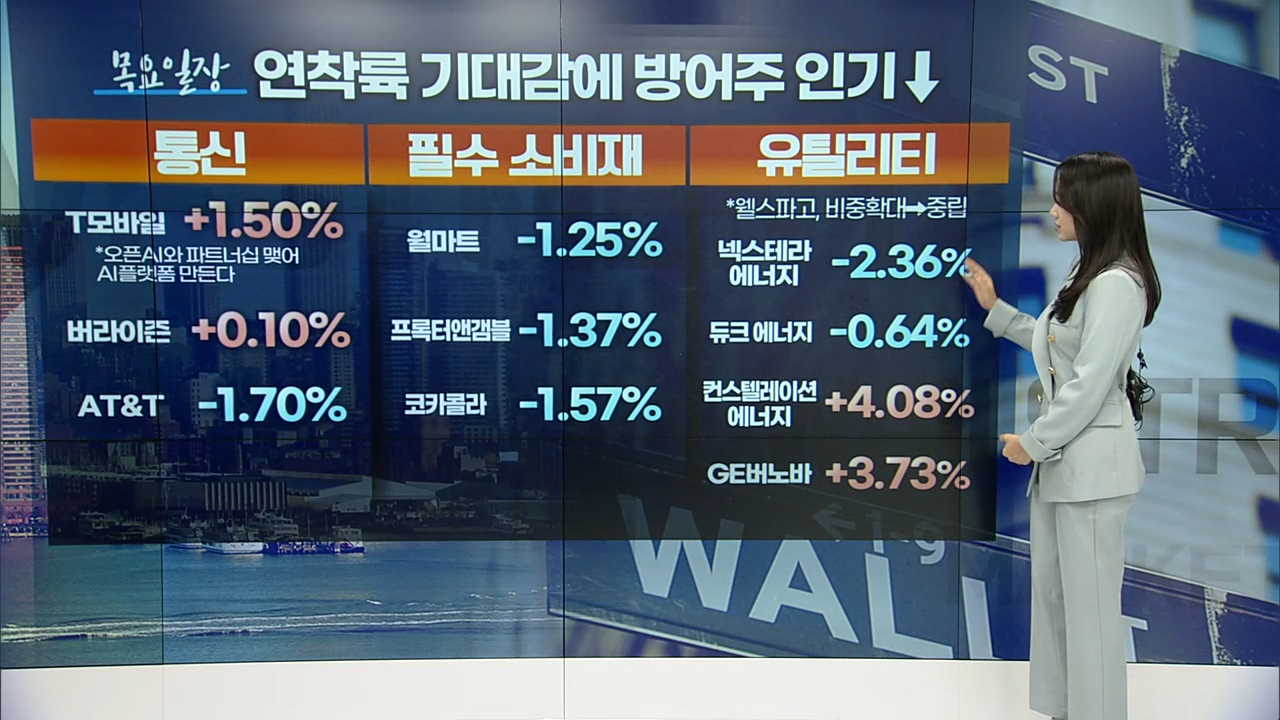 목요일장 연착륙 기대감에 방어주 인기↓
통신
T모바일 +1.50%
*오픈AI와 파트너십 맺어
AI플랫폼 만든다
버라이즌 +0.10%
AT&T -1.70%
필수 소비재
월마트 -1.25%
프록터앤갬블 -1.37%
코카콜라 -1.57%
유틸리티
*웰스파고, 비중확대→중립
넥스테라
에너지 -2.36%
듀크 에너지 -0.64%
컨스텔레이션
에너지 +4.08%
GE버노바 +3.73%
ST
←1-9
WALL